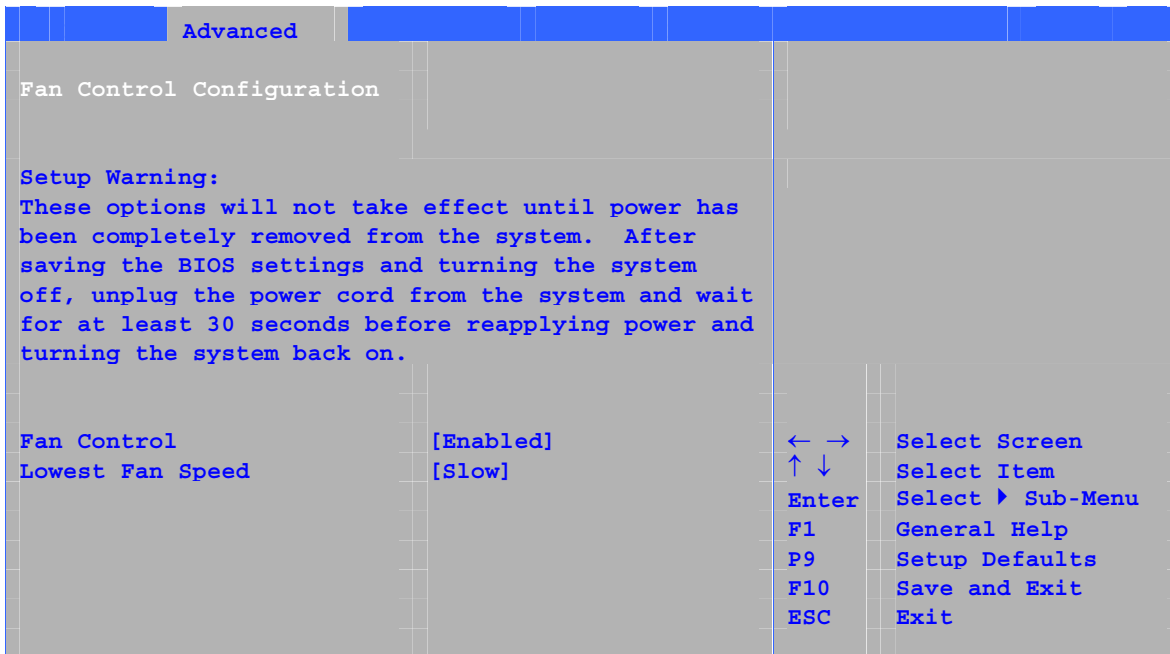 Advanced
Fan Control Configuration
Setup Warning:
These options will not take effect until power has
been completely removed from the system.  After
saving the BIOS settings and turning the system
off, unplug the power cord from the system and wait
for at least 30 seconds before reapplying power and
turning the system back on.
Fan Control [Enabled]
Lowest Fan Speed [Slow]
← → Select Screen
↑ ↓ Select Item
Enter Select ▶ Sub-Menu
F1 General Help
P9 Setup Defaults
F10 Save and Exit
ESC Exit